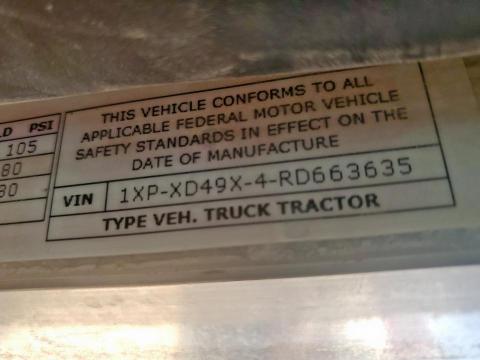 LD PSI
105
80
80
THIS VEHICLE CONFORMS TO ALL
APPLICABLE FEDERAL MOTOR VEHICLE
SAFETY STANDARDS IN EFFECT ON THE
DATE OF MANUFACTURE
VIN 1XP-XD49X-4-RD663635
TYPE VEH. TRUCK TRACTOR